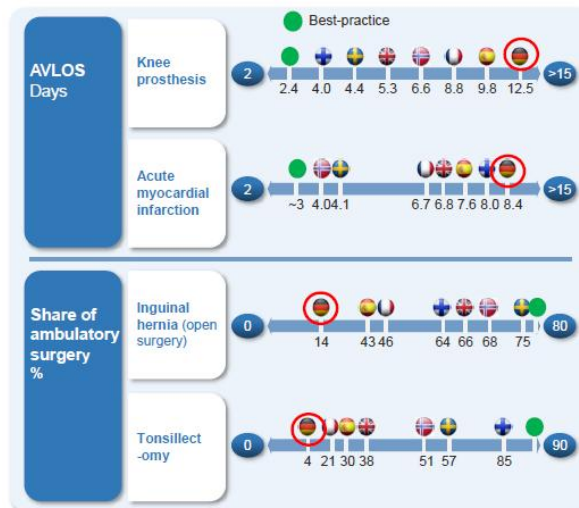 Best-practice
AVLOS
Days
Knee
prosthesis
2
>15
2.4 4.0 4.4 5.3 6.6 8.8 9.8 12.5
Acute
myocardial
infarction
2
>15
~3 4.0 4.1 6.7 6.8 7.6 8.0 8.4
Share of
ambulatory
surgery
%
Inguinal
hernia (open
surgery)
0
80
14 43 46 64 66 68 75
Tonsillect
-omy
0
90
4 21 30 38 51 57 85